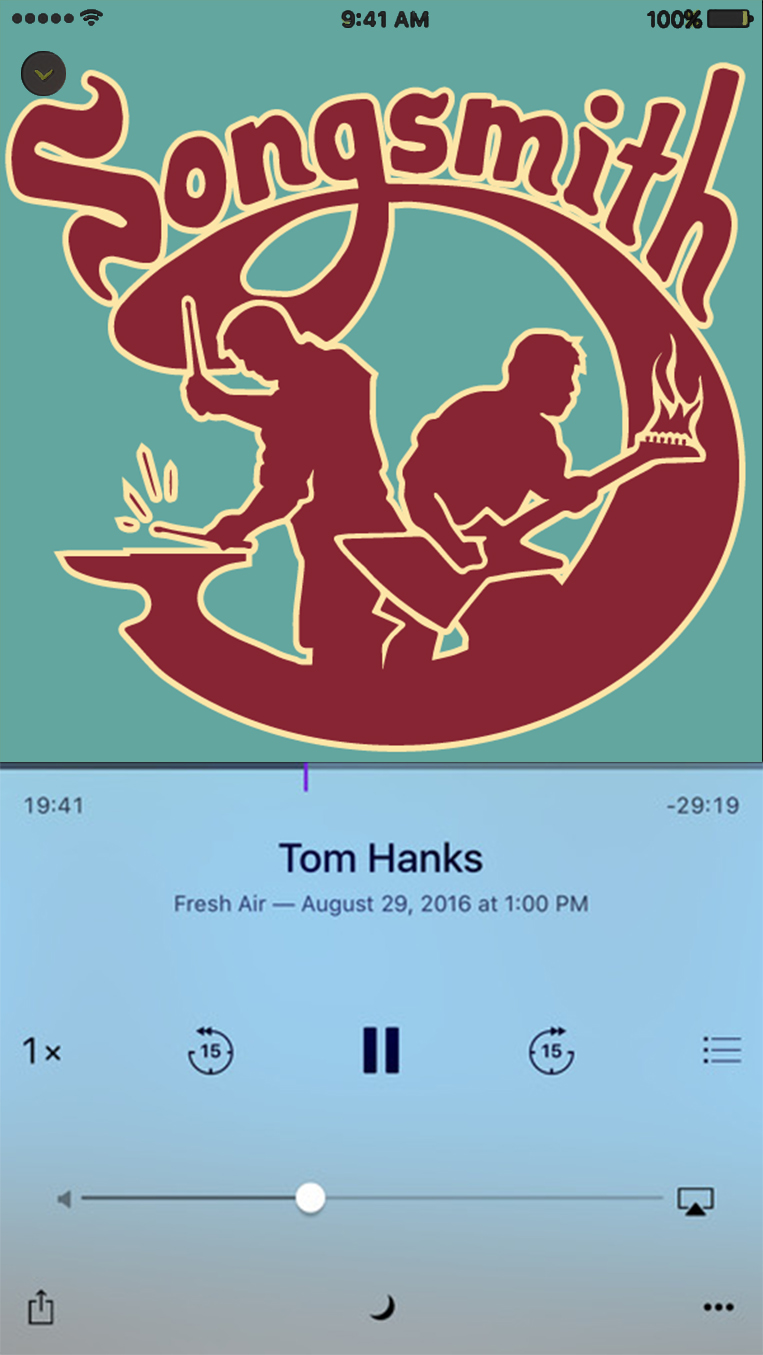 9:41 AM 100%
Songsmith
19:41 -29:19
Tom Hanks
Fresh Air — August 29, 2016 at 1:00 PM
1× 15 15